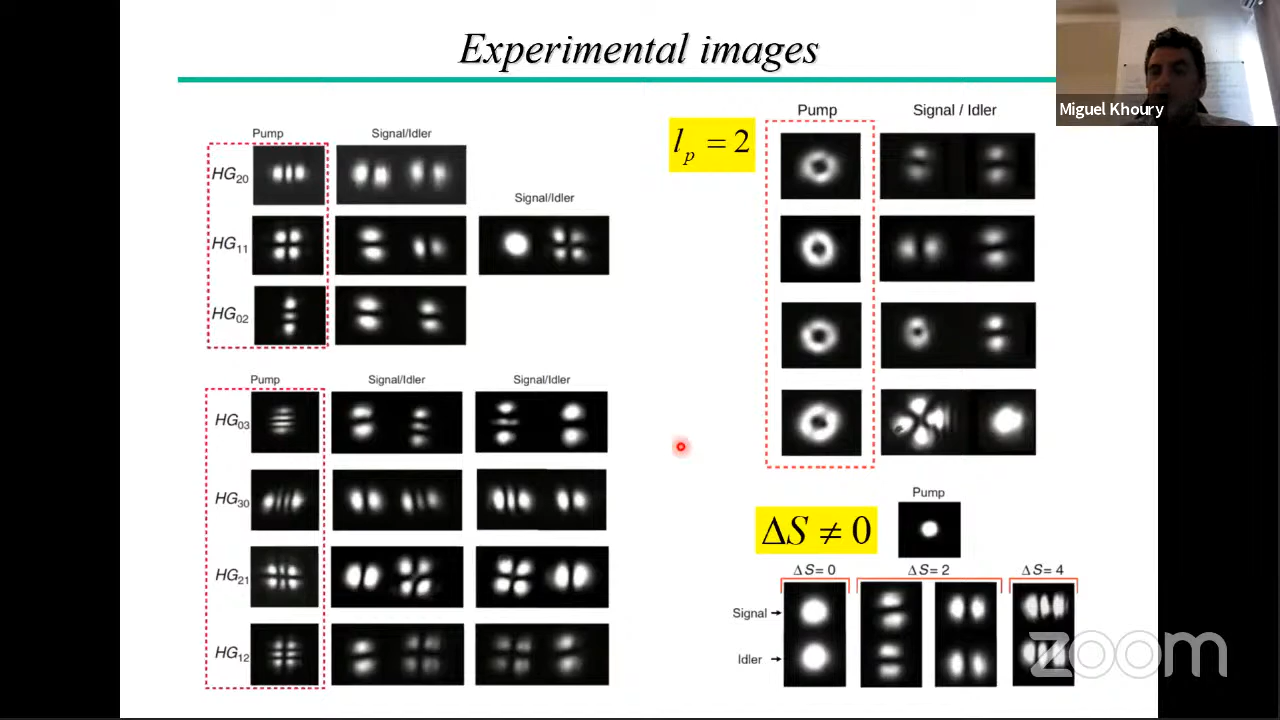 Experimental images
Miguel Khoury
Pump
Signal/Idler
HG20
Signal/Idler
HG11
HG02
Pump
Signal/Idler
Signal/Idler
HG03
HG30
HG21
HG12
lp = 2
Pump
Signal / Idler
ΔS ≠ 0
Pump
ΔS = 0
ΔS = 2
ΔS = 4
Signal
Idler
zoom